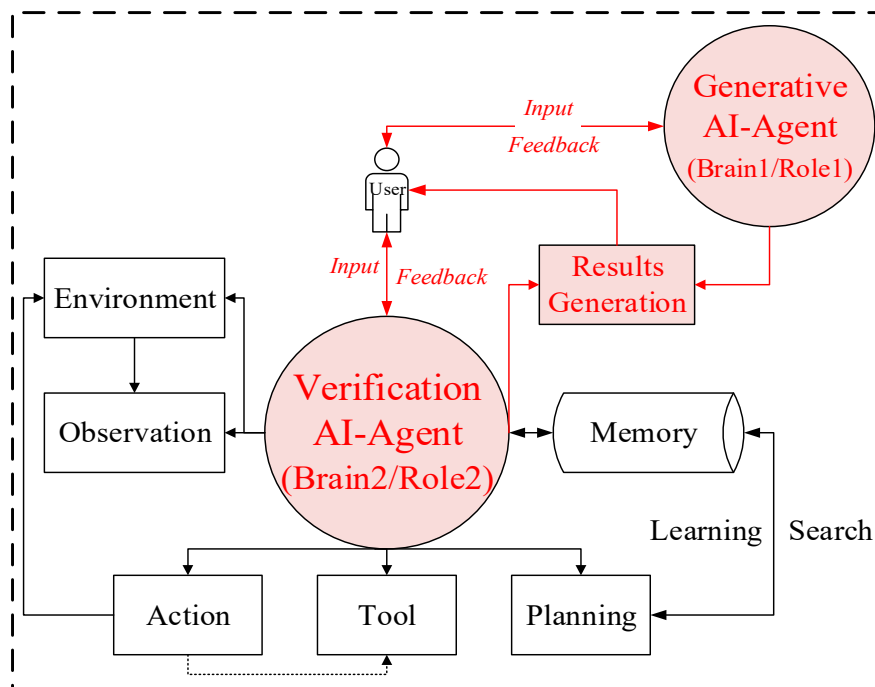 Generative
AI-Agent
(Brain1/Role1)
Input
Feedback
User
Results
Generation
Input
Feedback
Environment
Observation
Verification
AI-Agent
(Brain2/Role2)
Memory
Learning
Search
Action
Tool
Planning